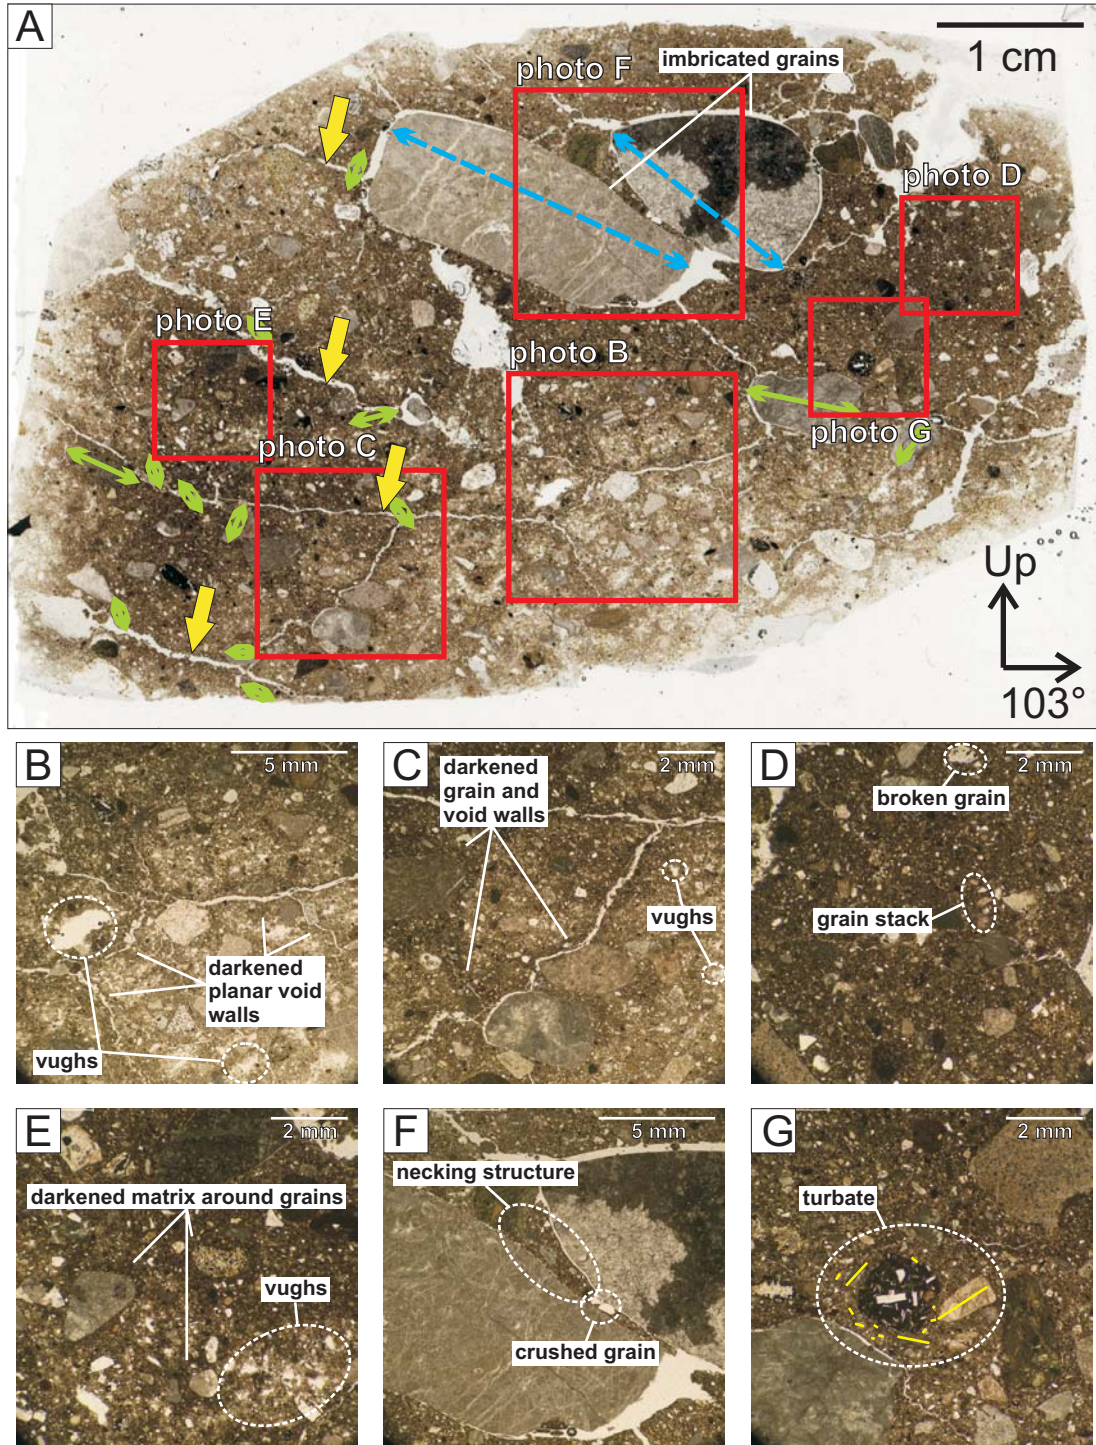 A
1 cm
imbricated grains
photo F
photo D
photo E
photo B
photo C
photo G
Up
103°
B
5 mm
darkened
planar void
walls
vughs
C
2 mm
darkened
grain and
void walls
vughs
D
2 mm
broken grain
grain stack
E
2 mm
darkened matrix around grains
vughs
F
5 mm
necking structure
crushed grain
G
2 mm
turbate